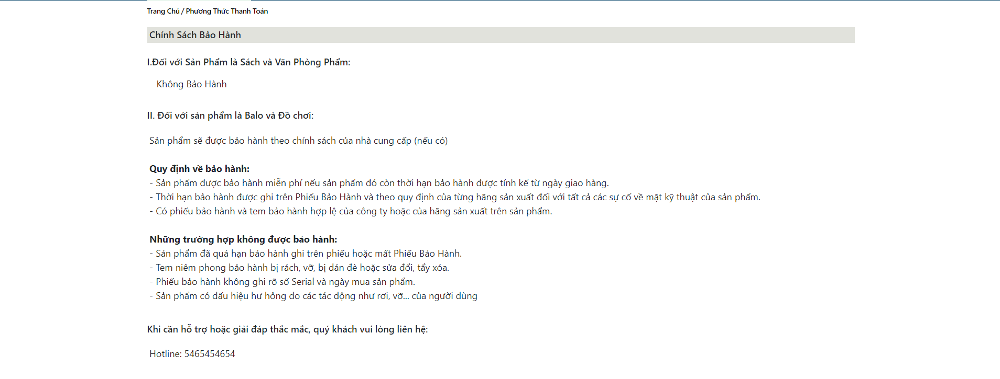 Trang Chủ / Phương Thức Thanh Toán
Chính Sách Bảo Hành
I.Đối với Sản Phẩm là Sách và Văn Phòng Phẩm:
Không Bảo Hành
II. Đối với sản phẩm là Balo và Đồ chơi:
Sản phẩm sẽ được bảo hành theo chính sách của nhà cung cấp (nếu có)
Quy định về bảo hành:
- Sản phẩm được bảo hành miễn phí nếu sản phẩm đó còn thời hạn bảo hành được tính kể từ ngày giao hàng.
- Thời hạn bảo hành được ghi trên Phiếu Bảo Hành và theo quy định của từng hãng sản xuất đối với tất cả các sự cố về mặt kỹ thuật của sản phẩm.
- Có phiếu bảo hành và tem bảo hành hợp lệ của công ty hoặc của hãng sản xuất trên sản phẩm.
Những trường hợp không được bảo hành:
- Sản phẩm đã quá hạn bảo hành ghi trên phiếu hoặc mất Phiếu Bảo Hành.
- Tem niêm phong bảo hành bị rách, vỡ, bị dán đè hoặc sửa đổi, tẩy xóa.
- Phiếu bảo hành không ghi rõ số Serial và ngày mua sản phẩm.
- Sản phẩm có dấu hiệu hư hỏng do các tác động như rơi, vỡ... của người dùng
Khi cần hỗ trợ hoặc giải đáp thắc mắc, quý khách vui lòng liên hệ:
Hotline: 5465454654